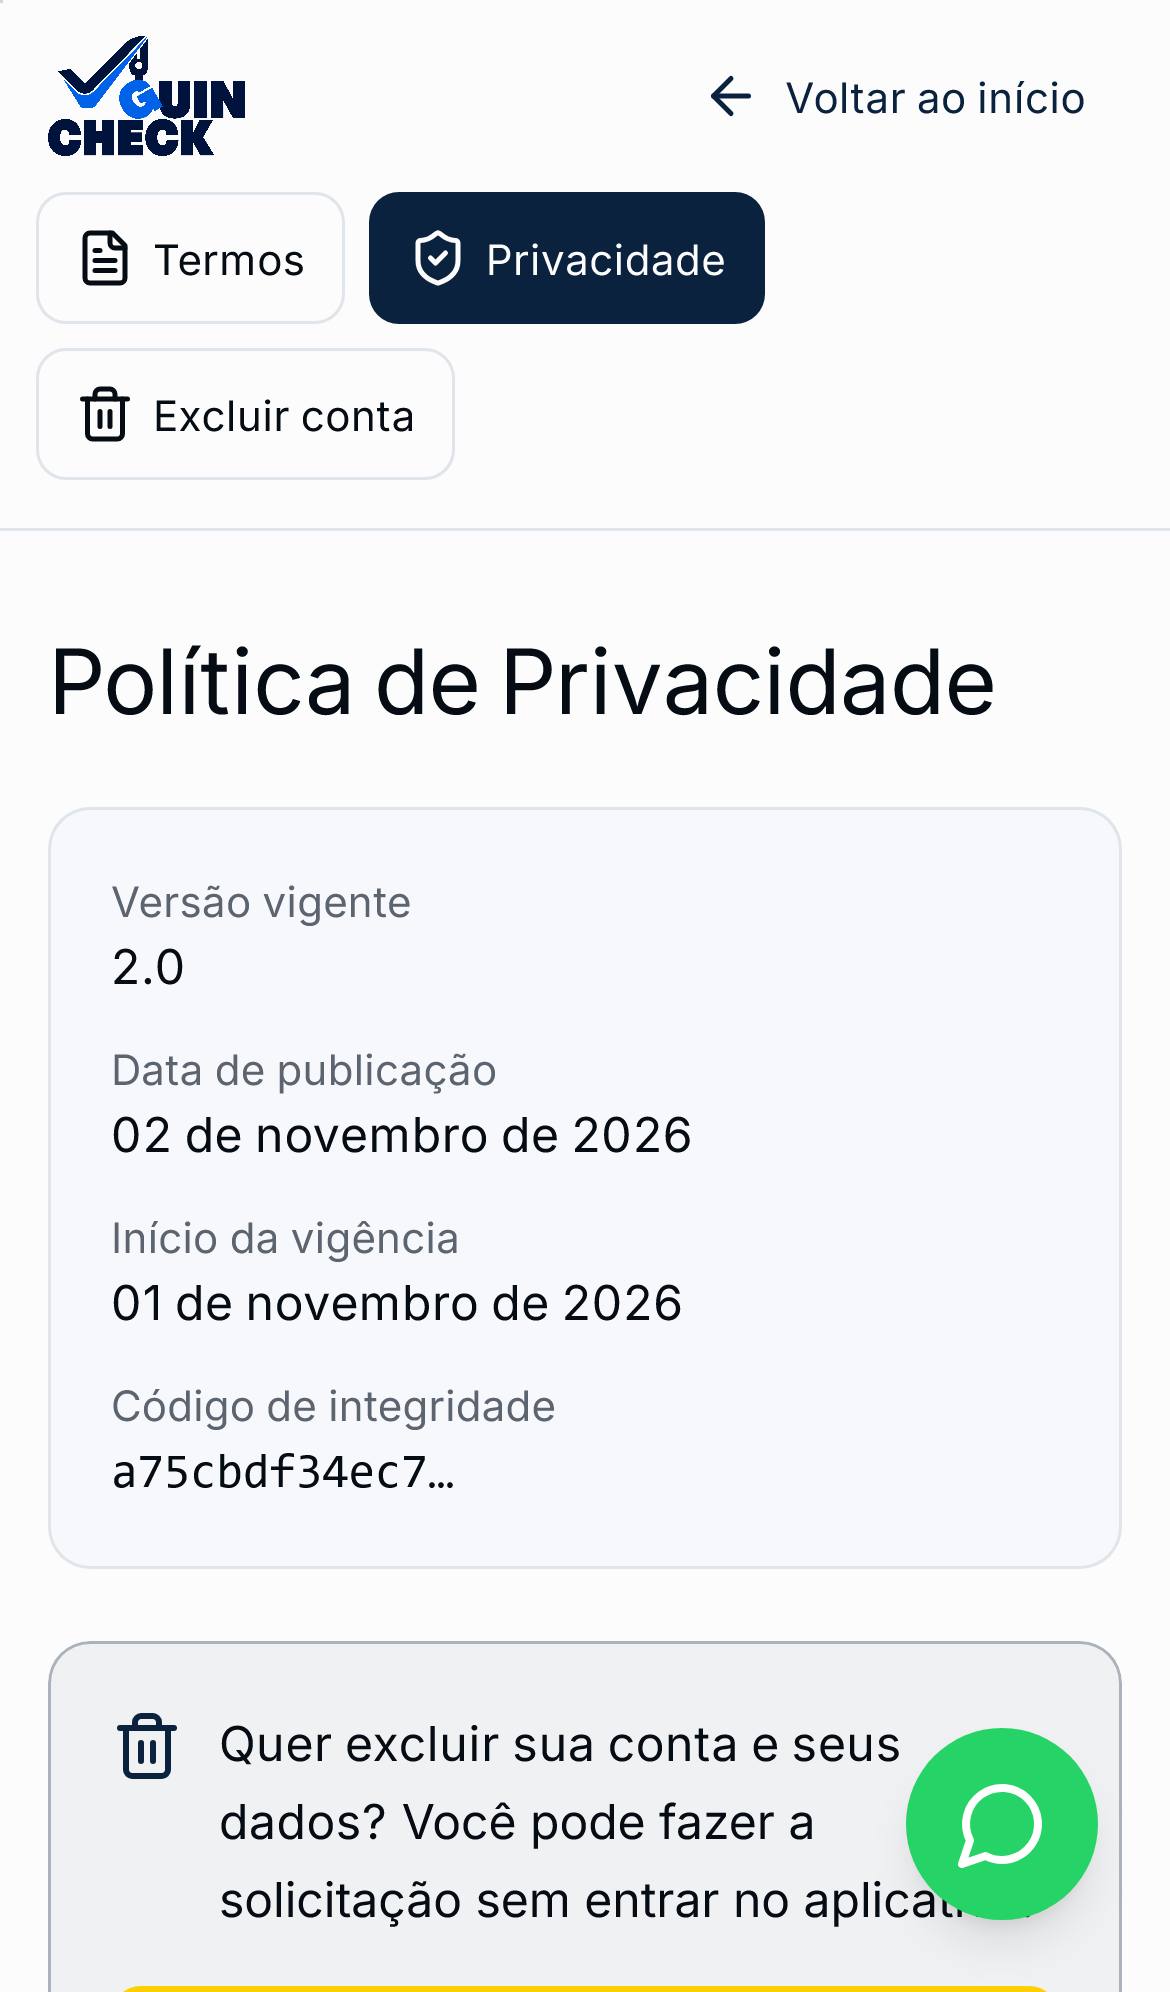 GUIN
CHECK
Voltar ao início
Termos
Privacidade
Excluir conta
Política de Privacidade
Versão vigente
2.0
Data de publicação
02 de novembro de 2026
Início da vigência
01 de novembro de 2026
Código de integridade
a75cbdf34ec7…
Quer excluir sua conta e seus
dados? Você pode fazer a
solicitação sem entrar no